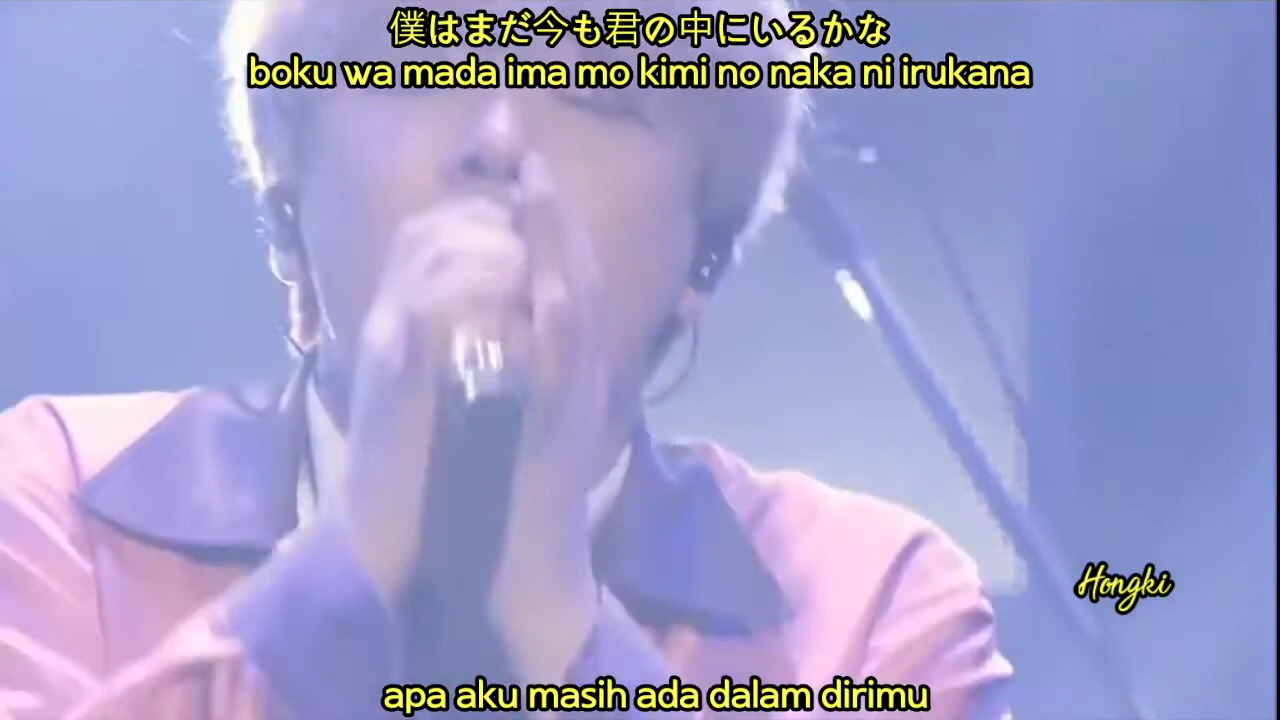 僕はまだ今も君の中にいるかな
boku wa mada ima mo kimi no naka ni irukana
Hongki
apa aku masih ada dalam dirimu